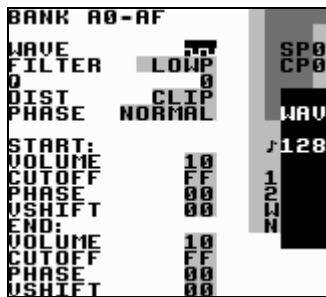 BANK A0-AF
WAVE
FILTER LOWP
Q 0
DIST CLIP
PHASE NORMAL
START:
VOLUME 10
CUTOFF FF
PHASE 00
VSHIFT 00
END:
VOLUME 10
CUTOFF FF
PHASE 00
VSHIFT 00
SP0
CP0
WAV
♪128
1
2
W
N